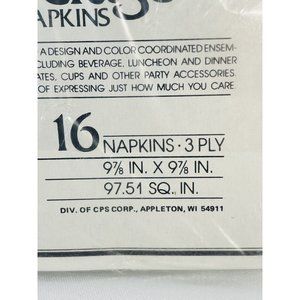 NAPKINS
A DESIGN AND COLOR COORDINATED ENSEM-
CLUDING BEVERAGE, LUNCHEON AND DINNER
ATES, CUPS AND OTHER PARTY ACCESSORIES.
OF EXPRESSING JUST HOW MUCH YOU CARE
16 NAPKINS · 3 PLY
9⅞ IN. X 9⅞ IN.
97.51 SQ. IN.
DIV. OF CPS CORP., APPLETON, WI 54911